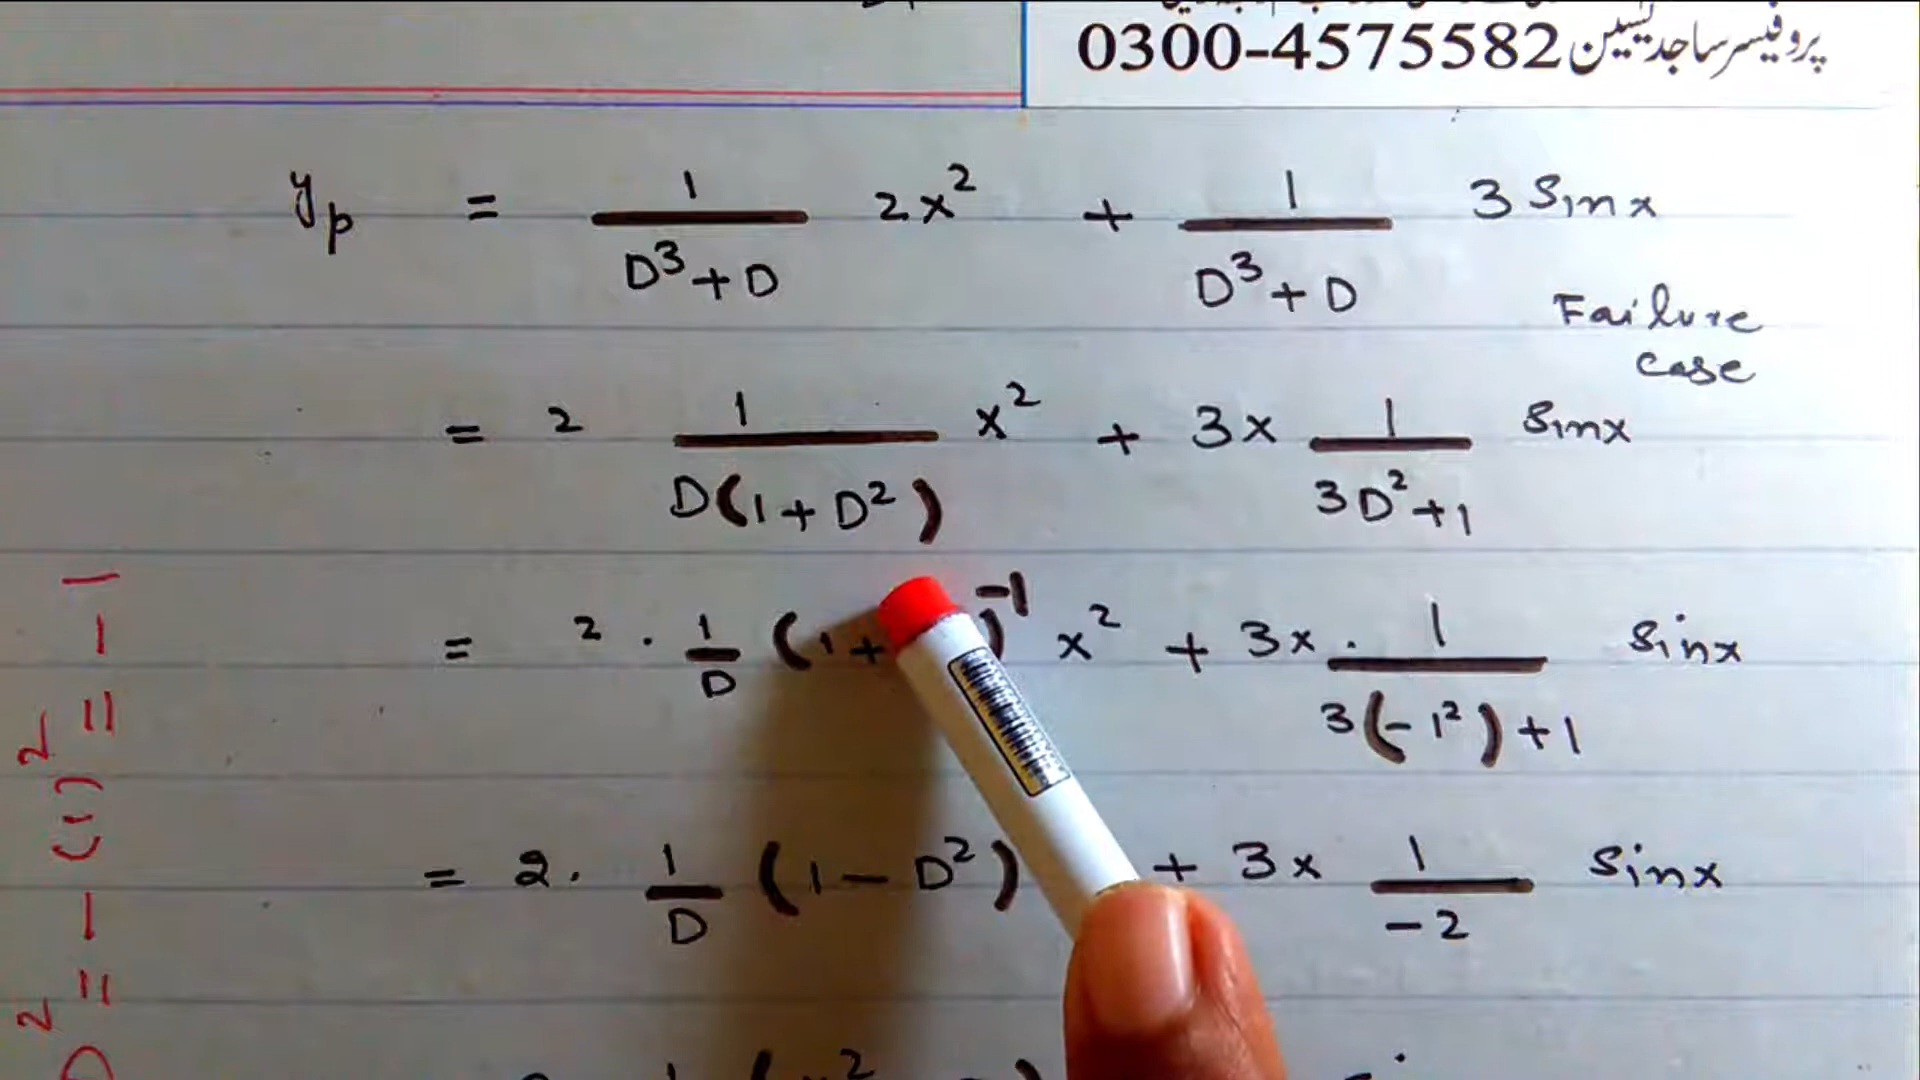 0300-4575582 پروفیسر ساجد یٰسین
y_p = 1/(D³+D) 2x² + 1/(D³+D) 3 Sinx
Failure case
= 2 1/(D(1+D²)) x² + 3x 1/(3D²+1) Sinx
= 2 · 1/D (1+ )⁻¹ x² + 3x · 1/(3(-1²)+1) Sinx
= 2 · 1/D (1-D²) + 3x 1/-2 Sinx
D² = -(1)² = -1